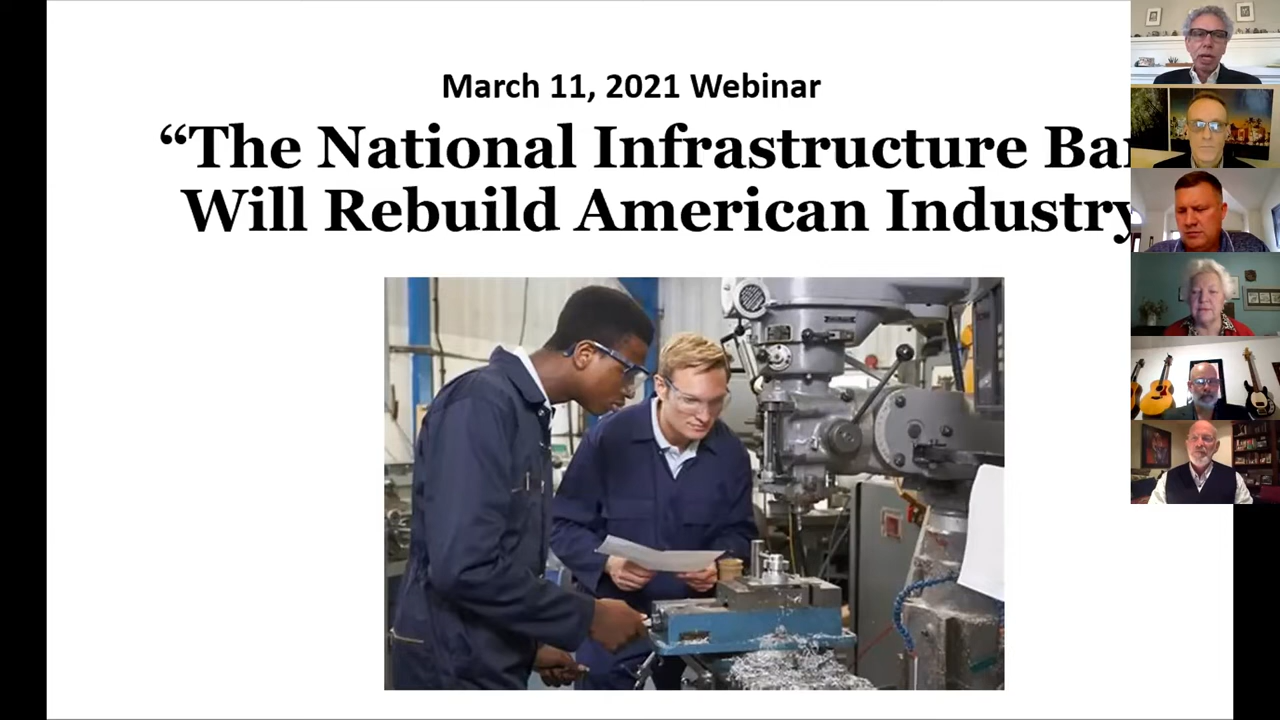 March 11, 2021 Webinar
“The National Infrastructure Ba
Will Rebuild American Industry